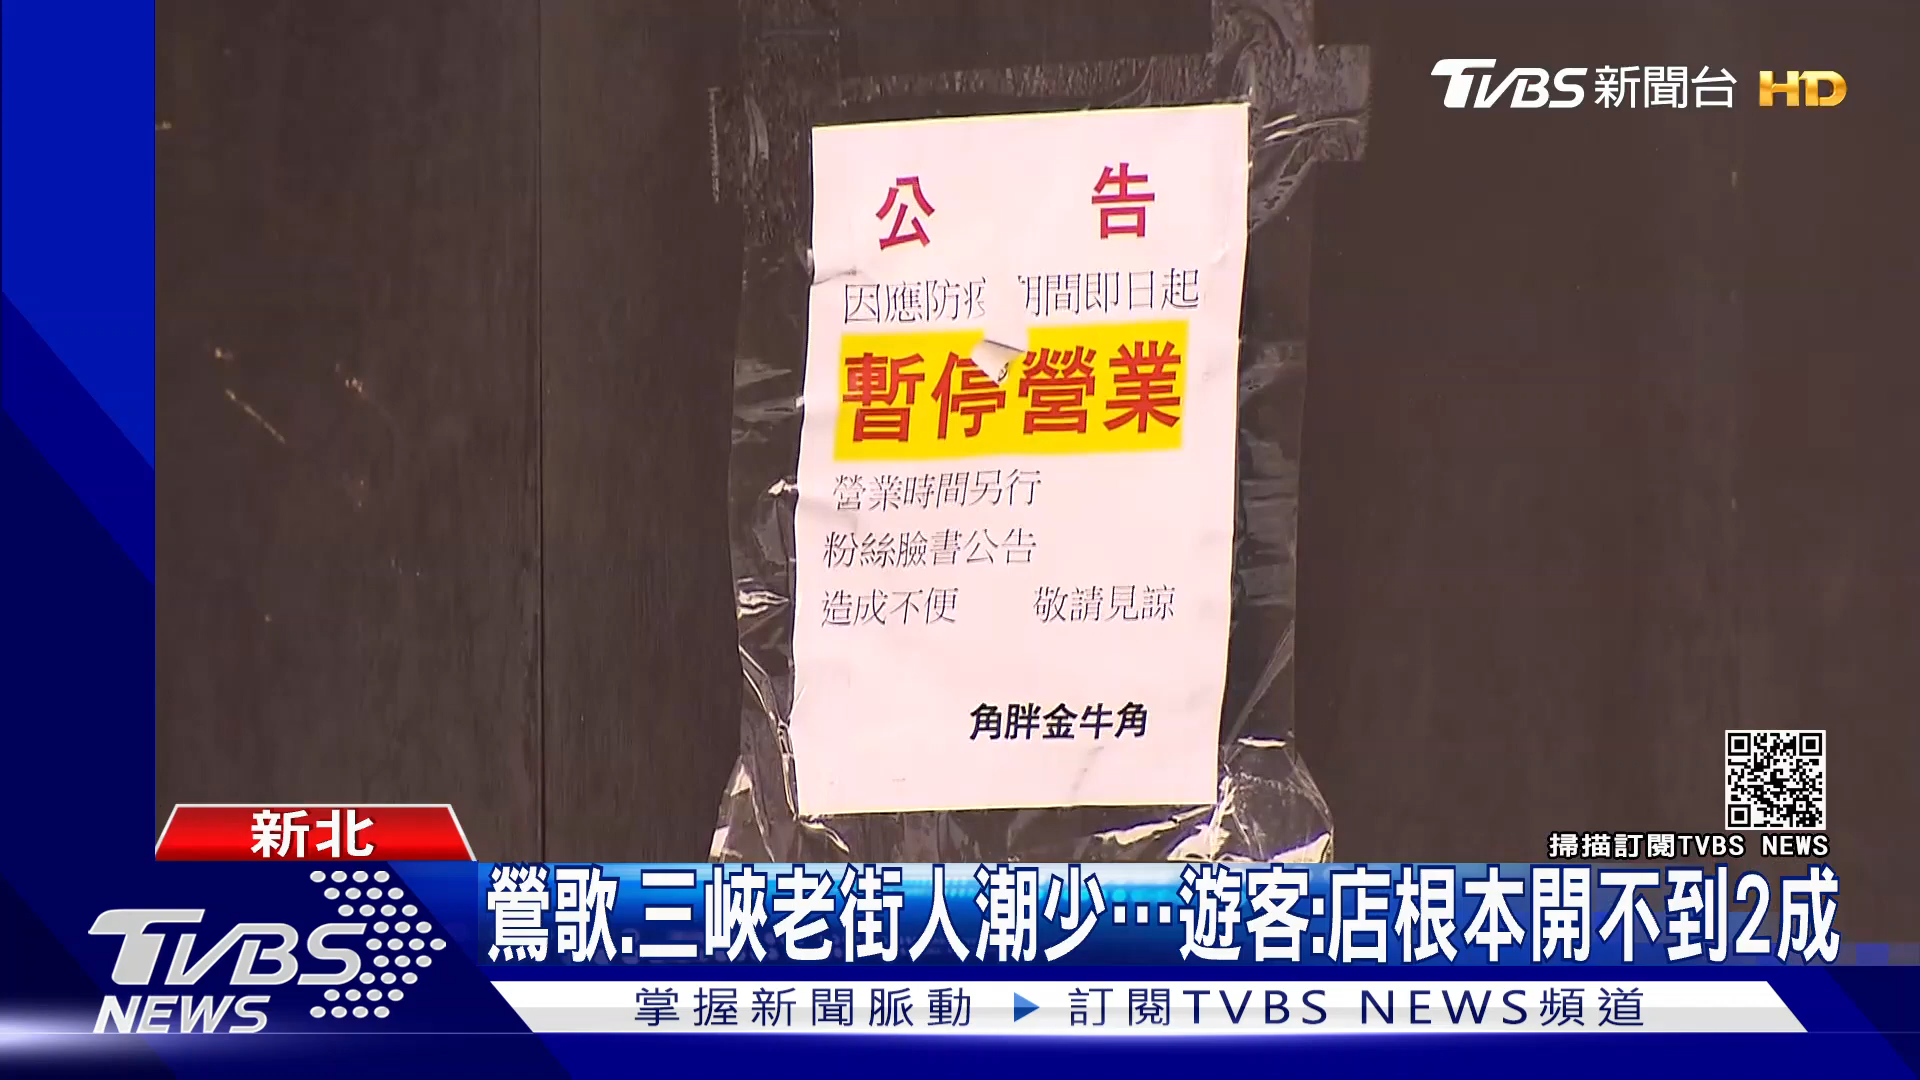 TVBS新聞台 HD
公 告
因應防疫 期間即日起
暫停營業
營業時間另行
粉絲臉書公告
造成不便 敬請見諒
角胖金牛角
掃描訂閱TVBS NEWS
新北
鶯歌.三峽老街人潮少…遊客:店根本開不到2成
TVBS NEWS
掌握新聞脈動 ▶ 訂閱TVBS NEWS頻道